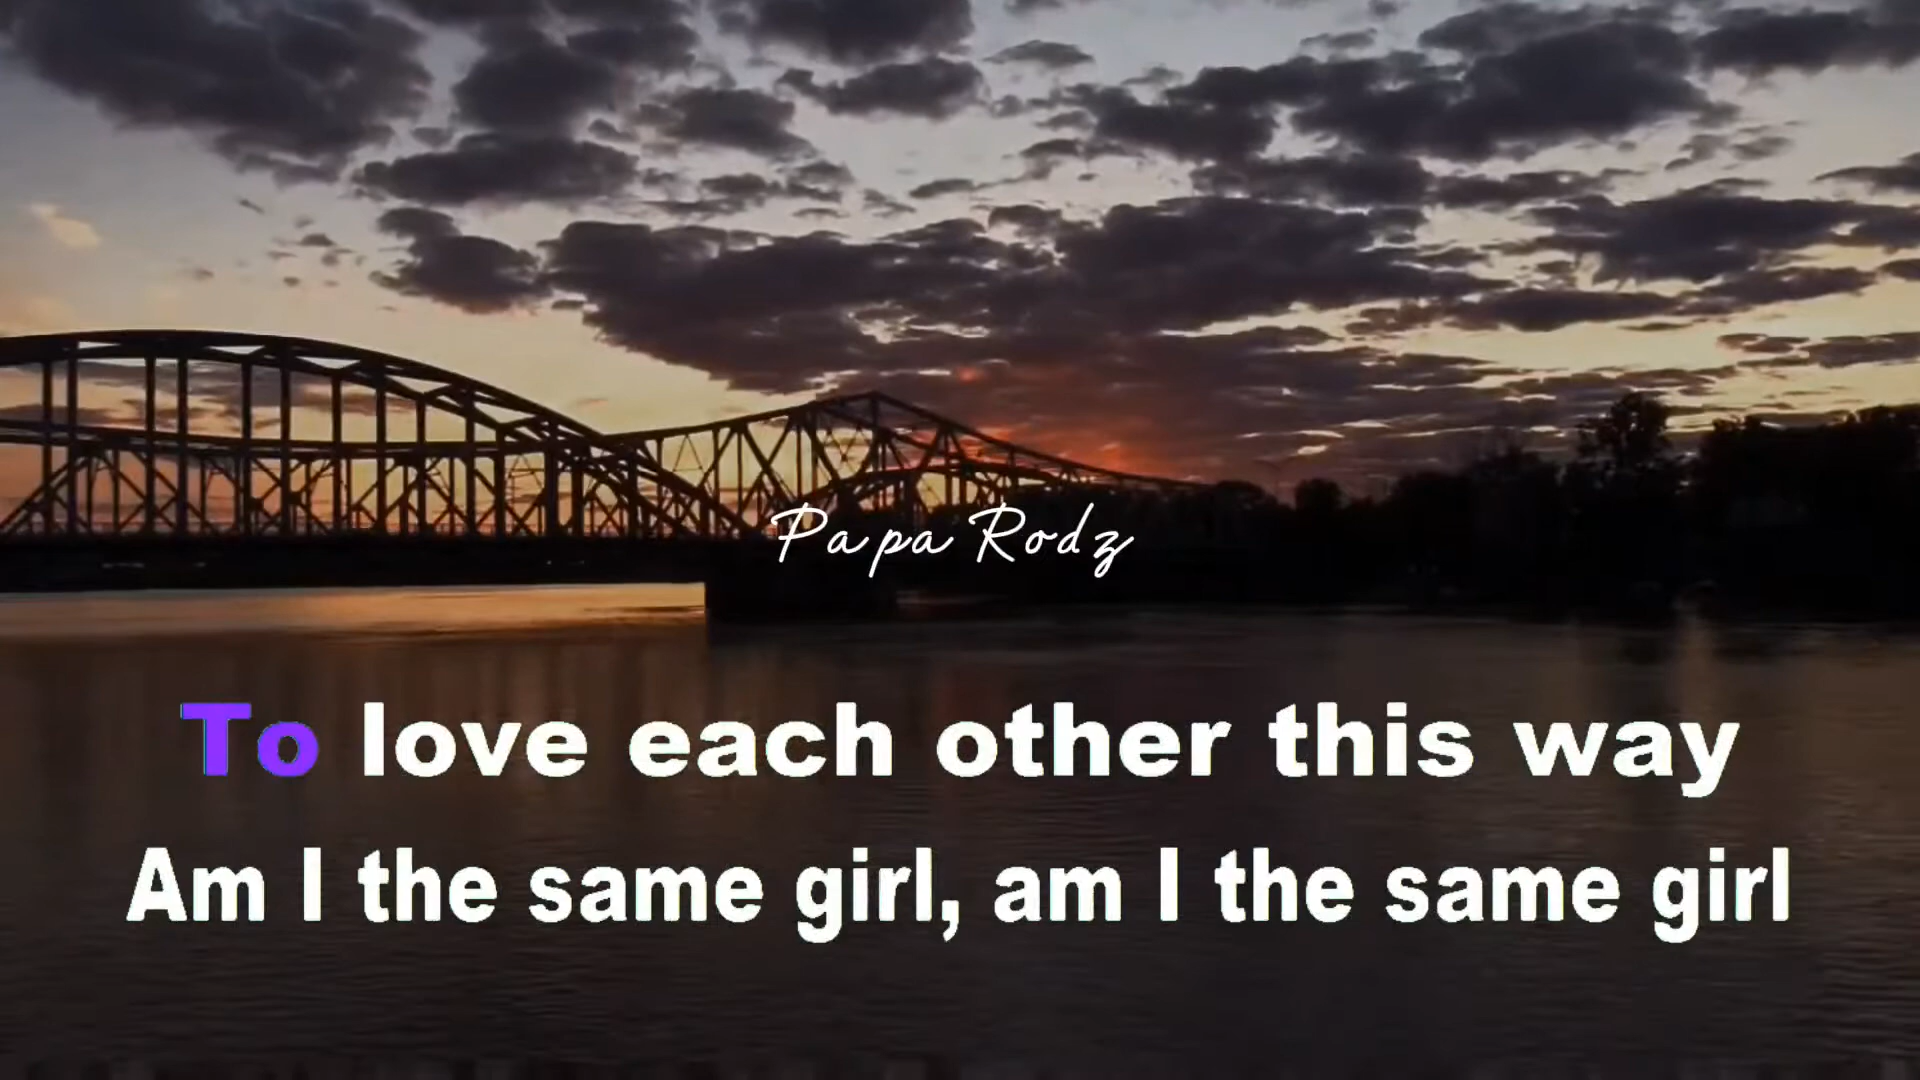 Papa Rodz
To love each other this way
Am I the same girl, am I the same girl